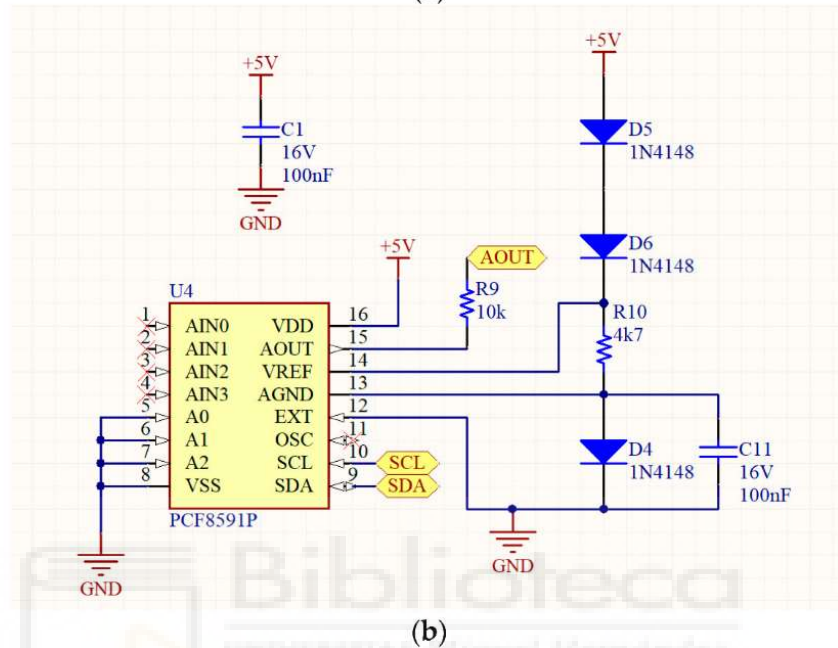 +5V
C1
16V
100nF
GND
+5V
D5
1N4148
D6
1N4148
+5V
AOUT
R9
10k
R10
4k7
U4
1 AIN0 VDD 16
2 AIN1 AOUT 15
3 AIN2 VREF 14
4 AIN3 AGND 13
5 A0 EXT 12
6 A1 OSC 11
7 A2 SCL 10 SCL
8 VSS SDA 9 SDA
PCF8591P
D4
1N4148
C11
16V
100nF
GND
GND
Biblioteca
(b)